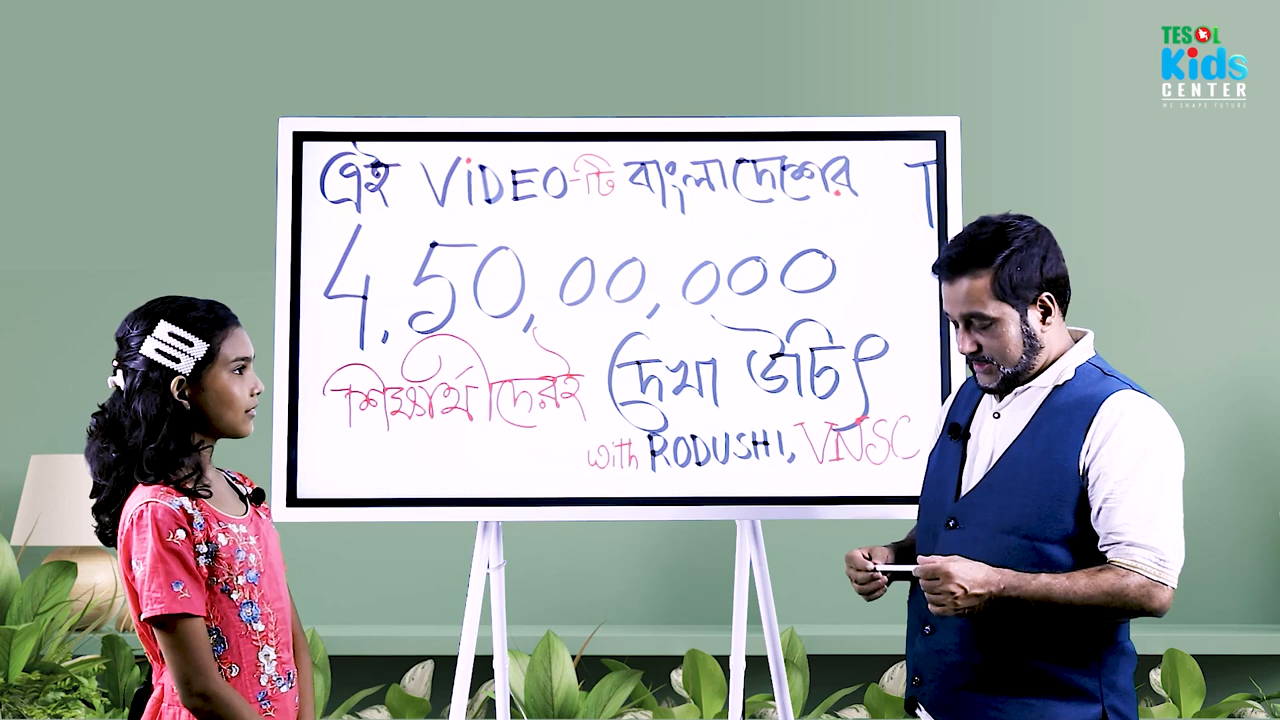 এই ViDEO-টি বাংলাদেশের T
4,50,00,000
শিক্ষার্থীদেরই দেখা উচিৎ
with RODUSHI, VNSC
TESOL
Kids
CENTER
WE SHAPE FUTURE